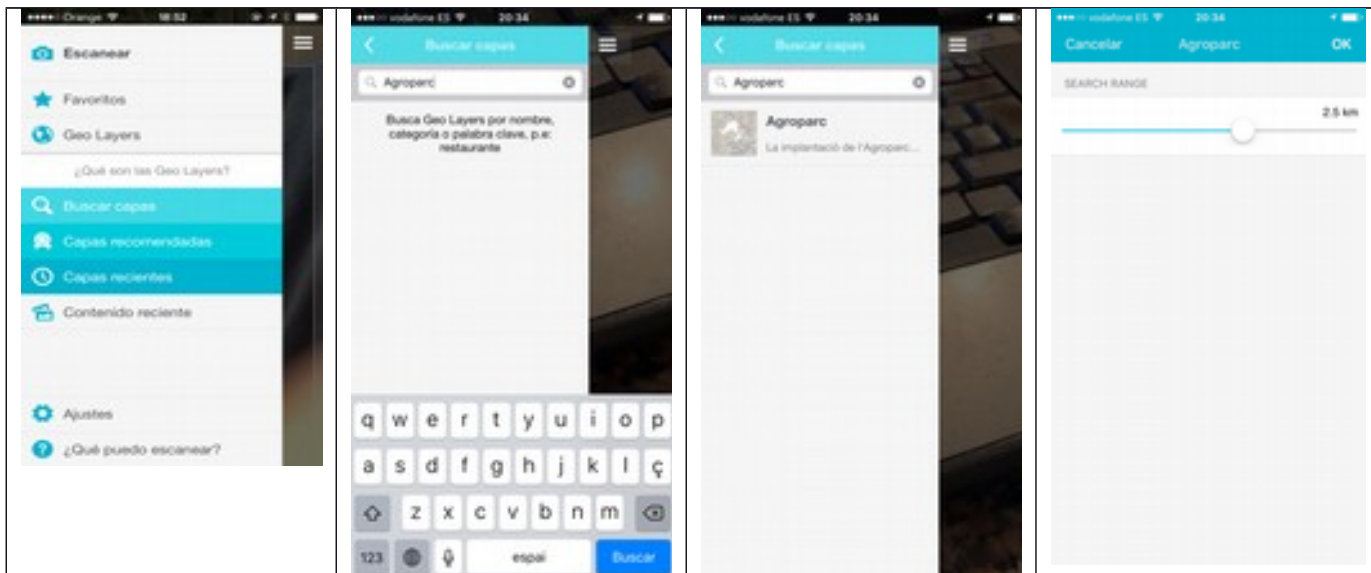 Orange 18:52
Escanear
Favoritos
Geo Layers
¿Qué son las Geo Layers?
Buscar capas
Capas recomendadas
Capas recientes
Contenido reciente
Ajustes
¿Qué puedo escanear?
vodafone ES 20:34
Buscar capas
Agroparc
Busca Geo Layers por nombre,
categoría o palabra clave, p.e:
restaurante
q w e r t y u i o p
a s d f g h j k l ç
z x c v b n m
123 espai Buscar
vodafone ES 20:34
Buscar capas
Agroparc
Agroparc
La implantació de l'Agroparc...
vodafone ES 20:34
Cancelar Agroparc OK
SEARCH RANGE
2.5 km